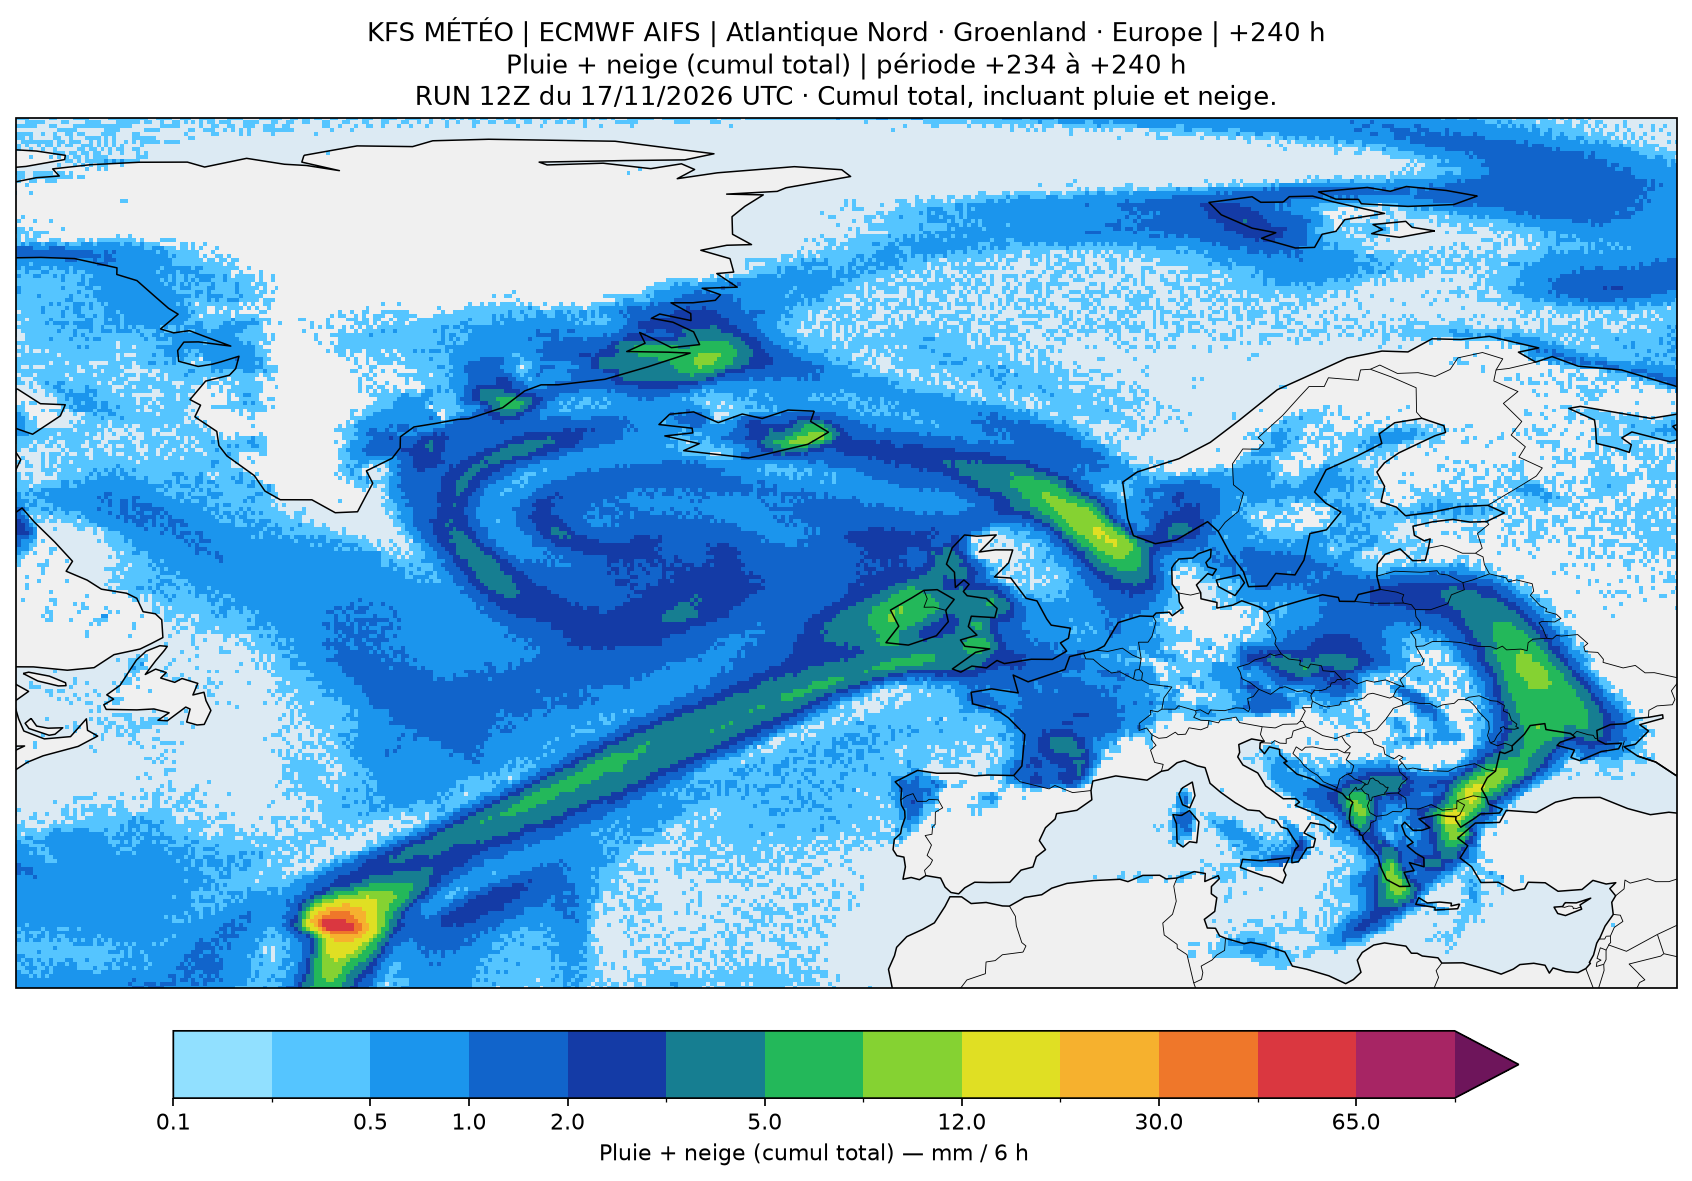 KFS MÉTÉO | ECMWF AIFS | Atlantique Nord · Groenland · Europe | +240 h
Pluie + neige (cumul total) | période +234 à +240 h
RUN 12Z du 17/11/2026 UTC · Cumul total, incluant pluie et neige.
0.1 0.5 1.0 2.0 5.0 12.0 30.0 65.0
Pluie + neige (cumul total) — mm / 6 h